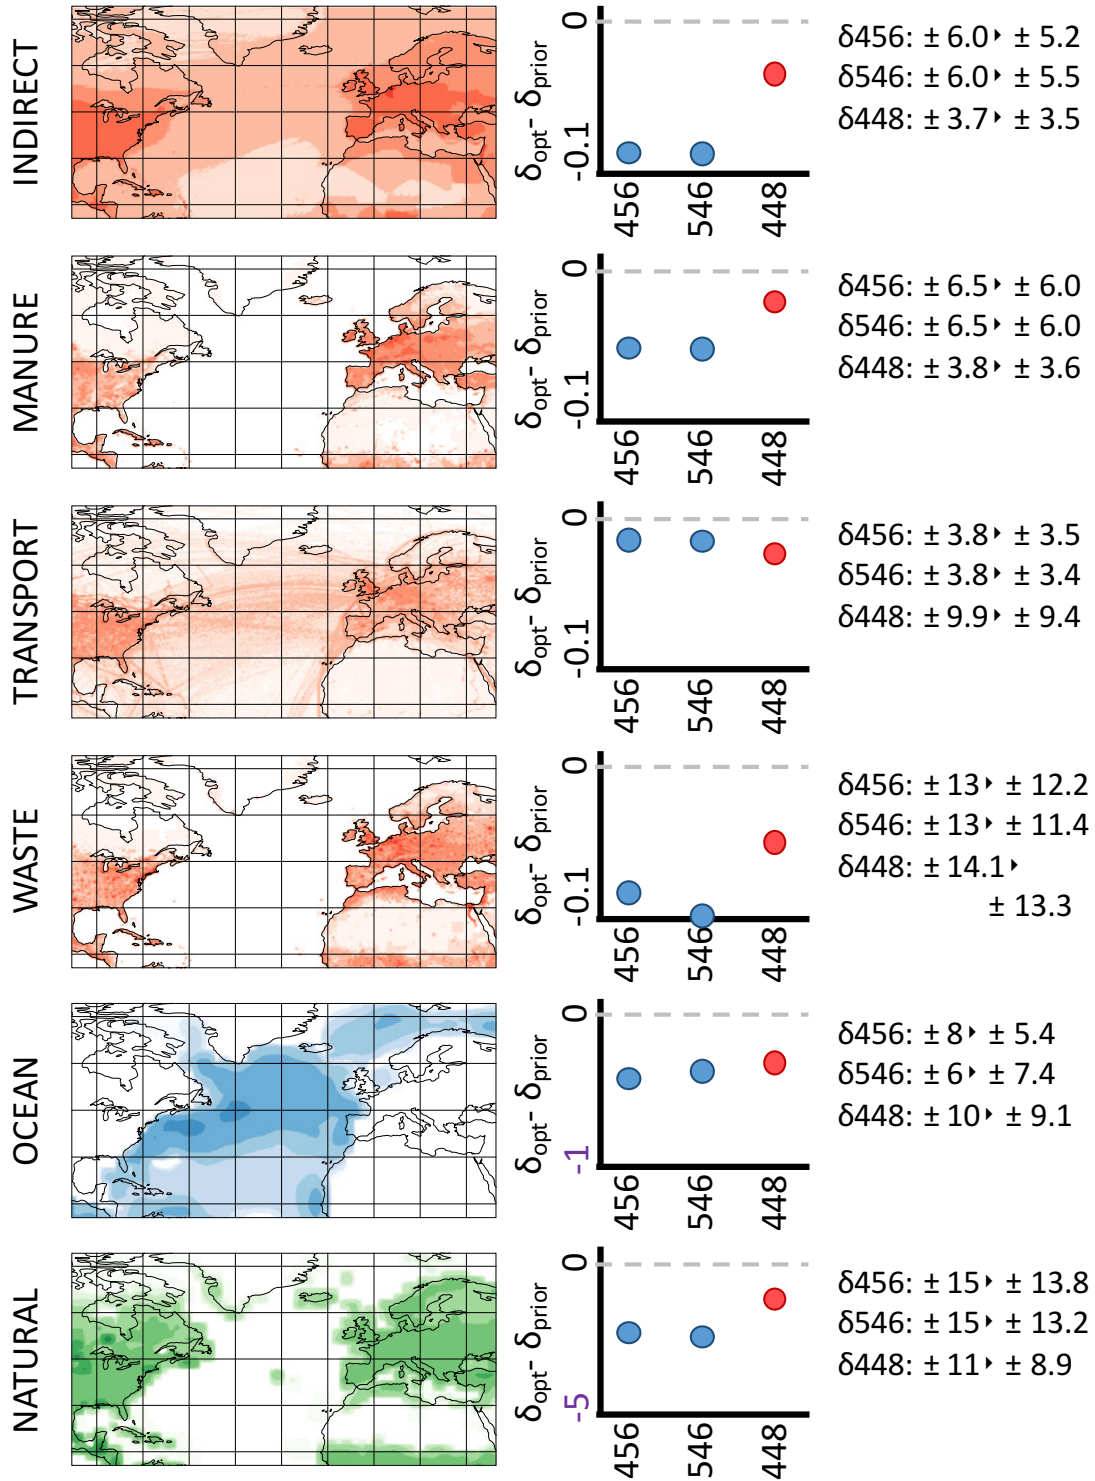 INDIRECT
δopt- δprior
0
-0.1
456
546
448
δ456: ± 6.0‣ ± 5.2
δ546: ± 6.0‣ ± 5.5
δ448: ± 3.7‣ ± 3.5
MANURE
δopt- δprior
0
-0.1
456
546
448
δ456: ± 6.5‣ ± 6.0
δ546: ± 6.5‣ ± 6.0
δ448: ± 3.8‣ ± 3.6
TRANSPORT
δopt- δprior
0
-0.1
456
546
448
δ456: ± 3.8‣ ± 3.5
δ546: ± 3.8‣ ± 3.4
δ448: ± 9.9‣ ± 9.4
WASTE
δopt- δprior
0
-0.1
456
546
448
δ456: ± 13‣ ± 12.2
δ546: ± 13‣ ± 11.4
δ448: ± 14.1‣
± 13.3
OCEAN
δopt- δprior
0
-1
456
546
448
δ456: ± 8‣ ± 5.4
δ546: ± 6‣ ± 7.4
δ448: ± 10‣ ± 9.1
NATURAL
δopt- δprior
0
-5
456
546
448
δ456: ± 15‣ ± 13.8
δ546: ± 15‣ ± 13.2
δ448: ± 11‣ ± 8.9